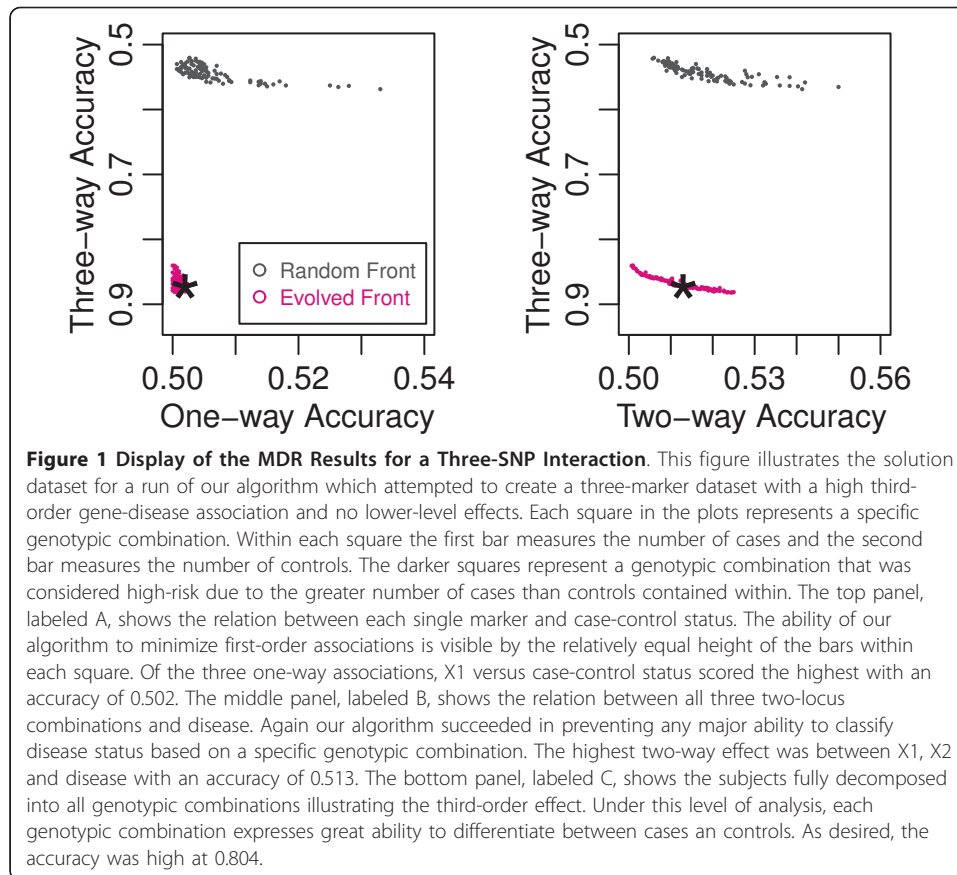 0.5
0.7
0.9
Three-way Accuracy
0.50 0.52 0.54
One-way Accuracy
Random Front
Evolved Front
0.5
0.7
0.9
Three-way Accuracy
0.50 0.53 0.56
Two-way Accuracy
Figure 1 Display of the MDR Results for a Three-SNP Interaction. This figure illustrates the solution
dataset for a run of our algorithm which attempted to create a three-marker dataset with a high third-
order gene-disease association and no lower-level effects. Each square in the plots represents a specific
genotypic combination. Within each square the first bar measures the number of cases and the second
bar measures the number of controls. The darker squares represent a genotypic combination that was
considered high-risk due to the greater number of cases than controls contained within. The top panel,
labeled A, shows the relation between each single marker and case-control status. The ability of our
algorithm to minimize first-order associations is visible by the relatively equal height of the bars within
each square. Of the three one-way associations, X1 versus case-control status scored the highest with an
accuracy of 0.502. The middle panel, labeled B, shows the relation between all three two-locus
combinations and disease. Again our algorithm succeeded in preventing any major ability to classify
disease status based on a specific genotypic combination. The highest two-way effect was between X1, X2
and disease with an accuracy of 0.513. The bottom panel, labeled C, shows the subjects fully decomposed
into all genotypic combinations illustrating the third-order effect. Under this level of analysis, each
genotypic combination expresses great ability to differentiate between cases an controls. As desired, the
accuracy was high at 0.804.